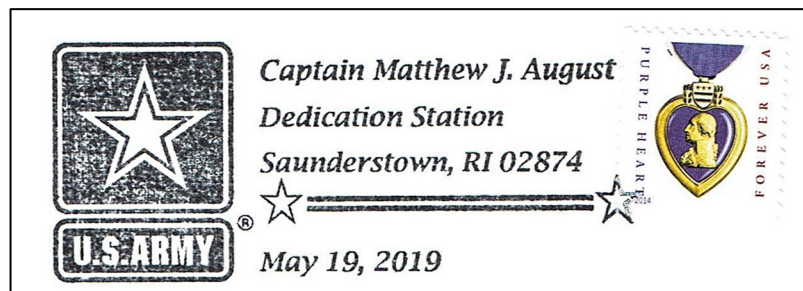 Captain Matthew J. August
Dedication Station
Saunderstown, RI 02874
U.S. ARMY ®
May 19, 2019
PURPLE HEART
FOREVER USA
2014